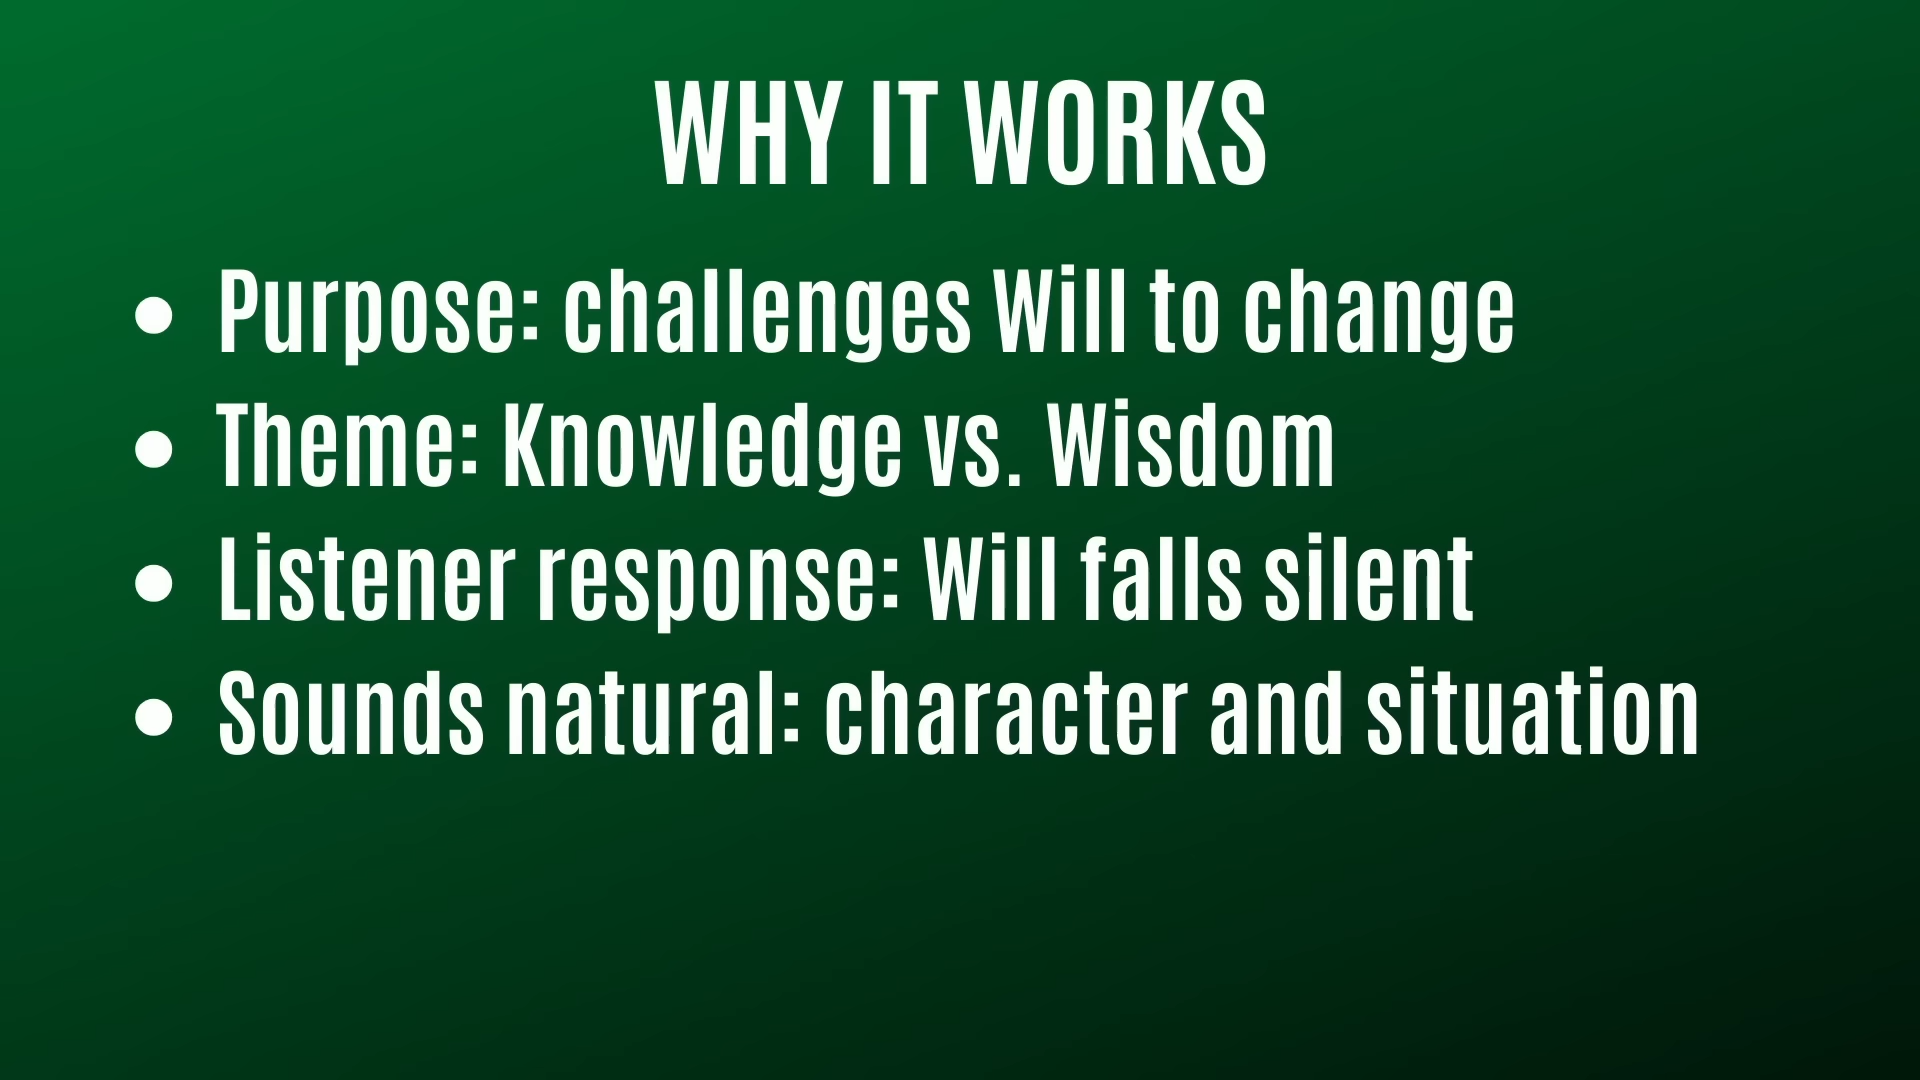 WHY IT WORKS
• Purpose: challenges Will to change
• Theme: Knowledge vs. Wisdom
• Listener response: Will falls silent
• Sounds natural: character and situation